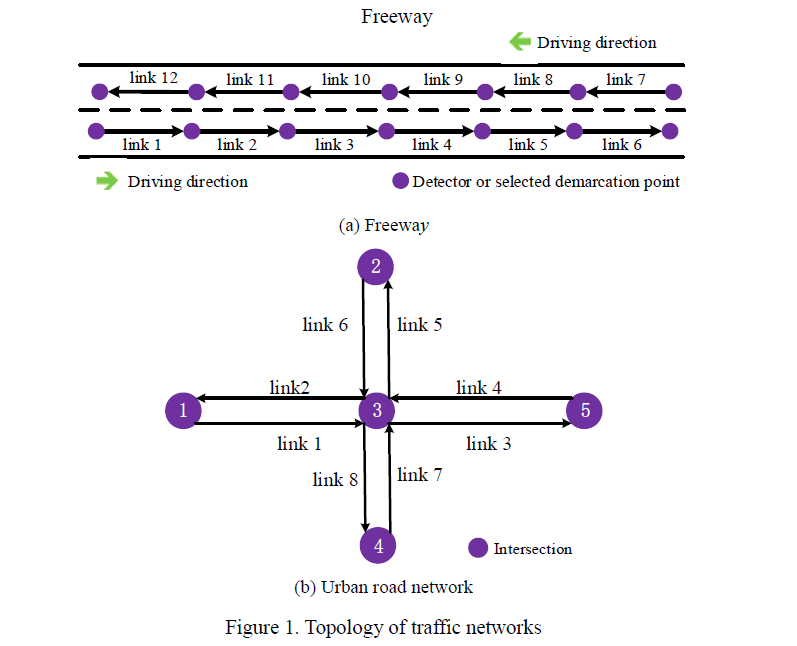 Freeway
Driving direction
link 12 link 11 link 10 link 9 link 8 link 7
link 1 link 2 link 3 link 4 link 5 link 6
Driving direction Detector or selected demarcation point
(a) Freeway
2
link 6 link 5
link2 link 4
1 3 5
link 1 link 3
link 8 link 7
4
Intersection
(b) Urban road network
Figure 1. Topology of traffic networks